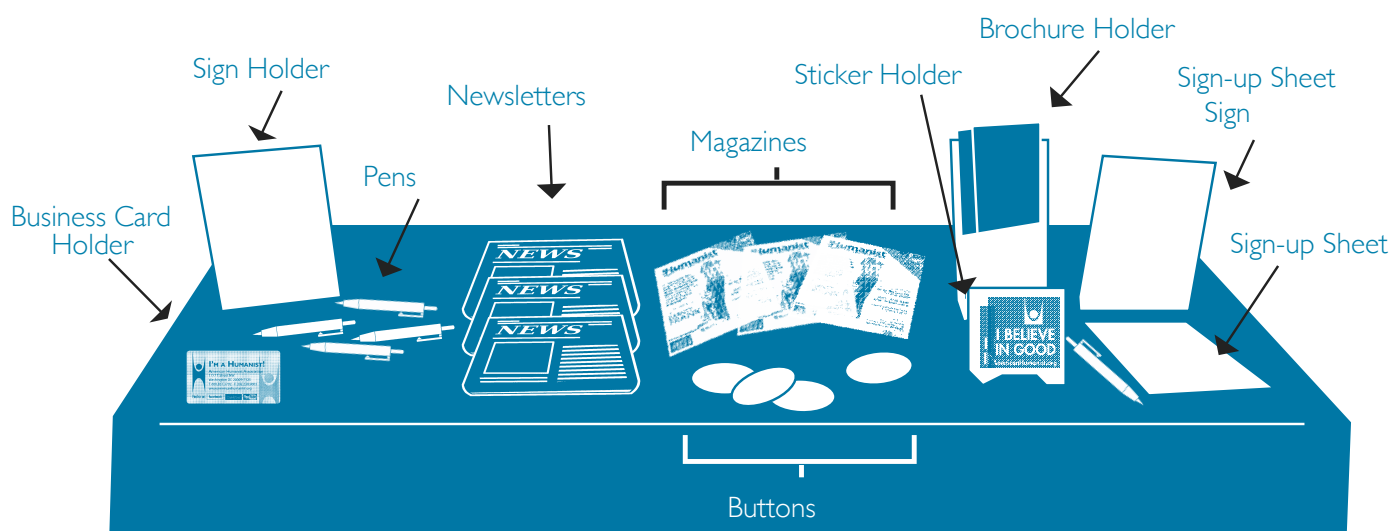 Brochure Holder
Sign Holder
Sticker Holder
Sign-up Sheet
Sign
Newsletters
Magazines
Pens
Business Card
Holder
Sign-up Sheet
NEWS
NEWS
NEWS
Humanist
Humanist
Humanist
I BELIEVE
IN GOOD
I'M A HUMANIST!
Buttons